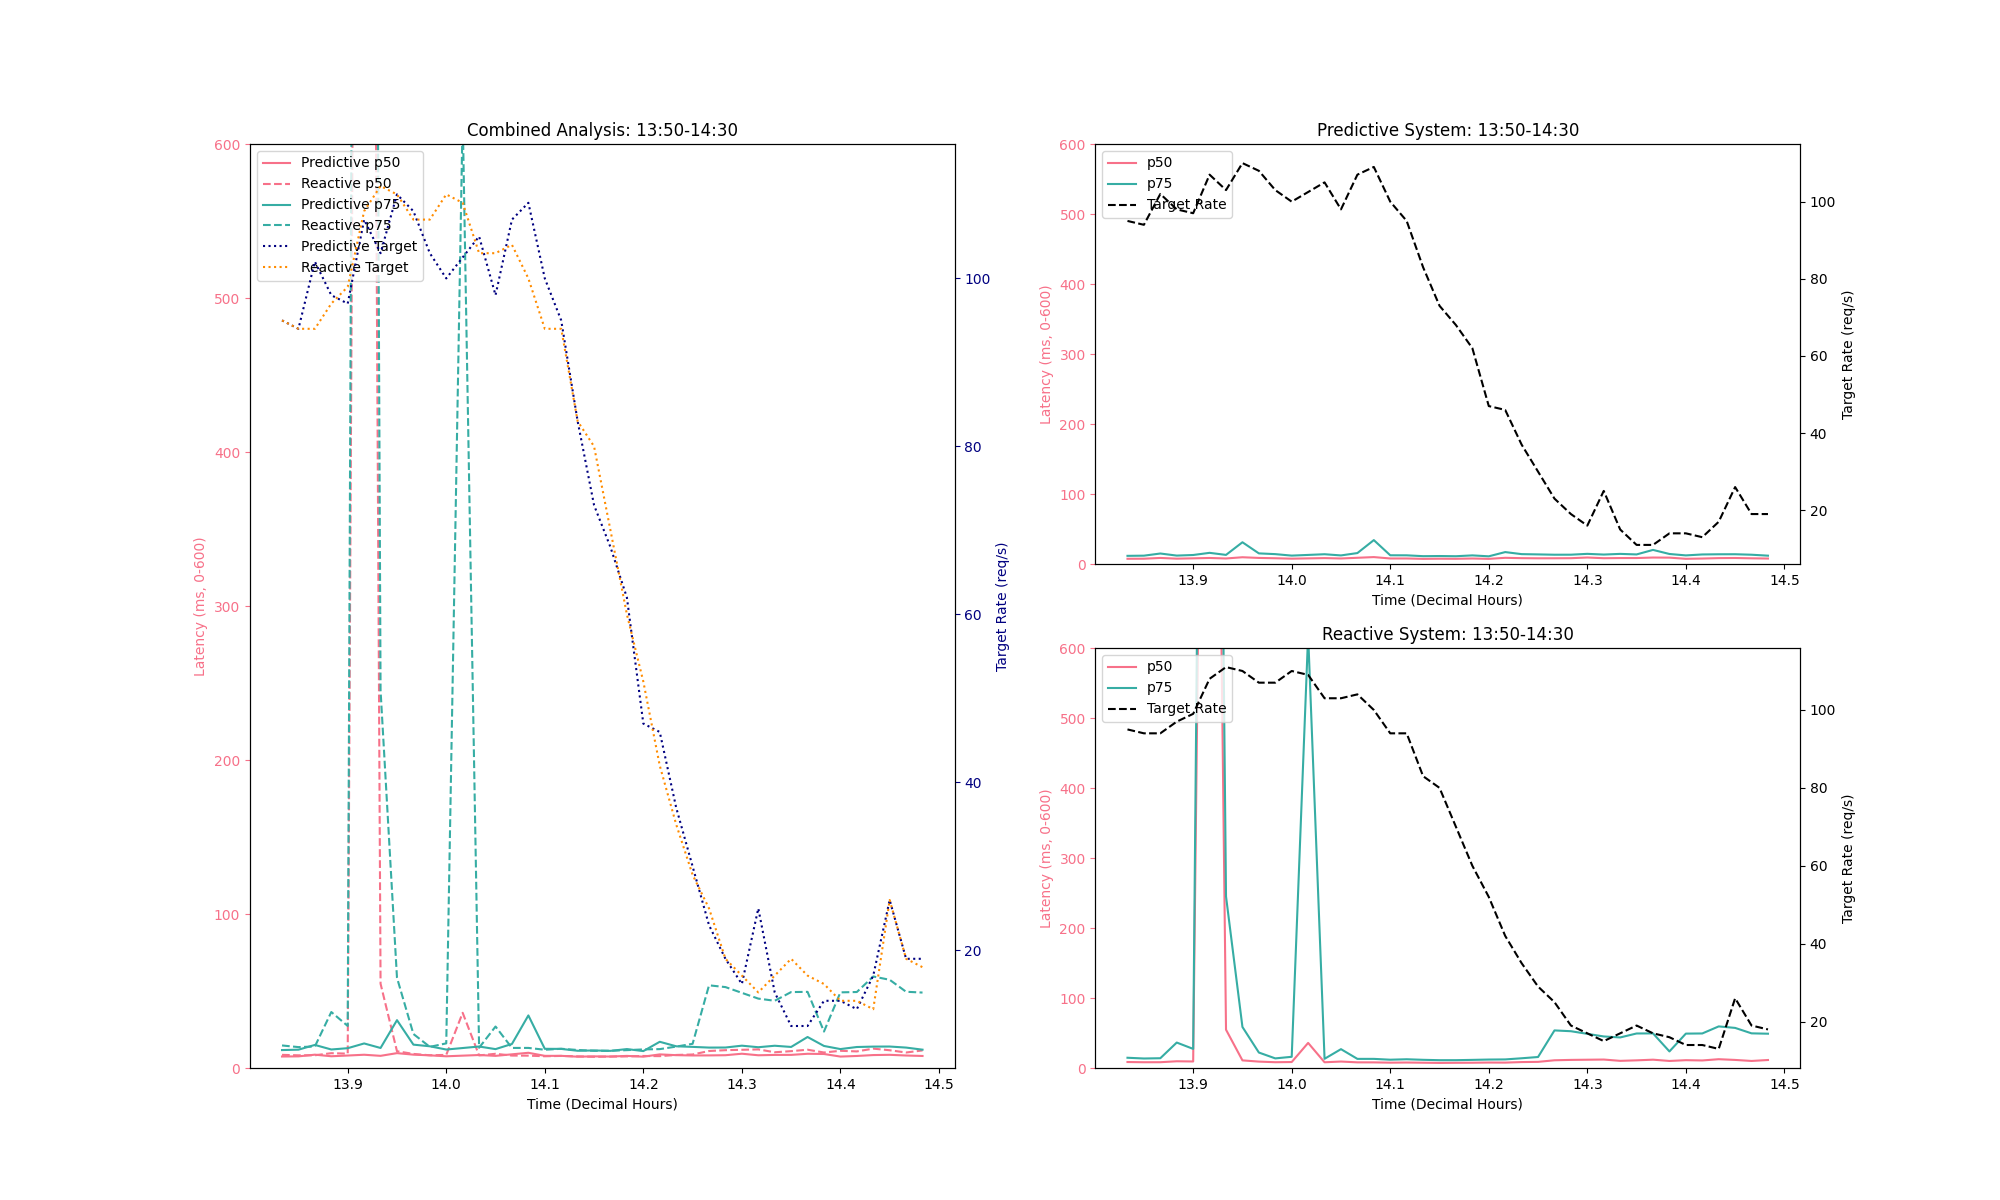 Combined Analysis: 13:50-14:30
Predictive p50
Reactive p50
Predictive p75
Reactive p75
Predictive Target
Reactive Target
600
500
400
300
200
100
0
Latency (ms, 0-600)
100
80
60
40
20
Target Rate (req/s)
13.9 14.0 14.1 14.2 14.3 14.4 14.5
Time (Decimal Hours)
Predictive System: 13:50-14:30
p50
p75
Target Rate
600
500
400
300
200
100
0
Latency (ms, 0-600)
100
80
60
40
20
Target Rate (req/s)
13.9 14.0 14.1 14.2 14.3 14.4 14.5
Time (Decimal Hours)
Reactive System: 13:50-14:30
p50
p75
Target Rate
600
500
400
300
200
100
0
Latency (ms, 0-600)
100
80
60
40
20
Target Rate (req/s)
13.9 14.0 14.1 14.2 14.3 14.4 14.5
Time (Decimal Hours)